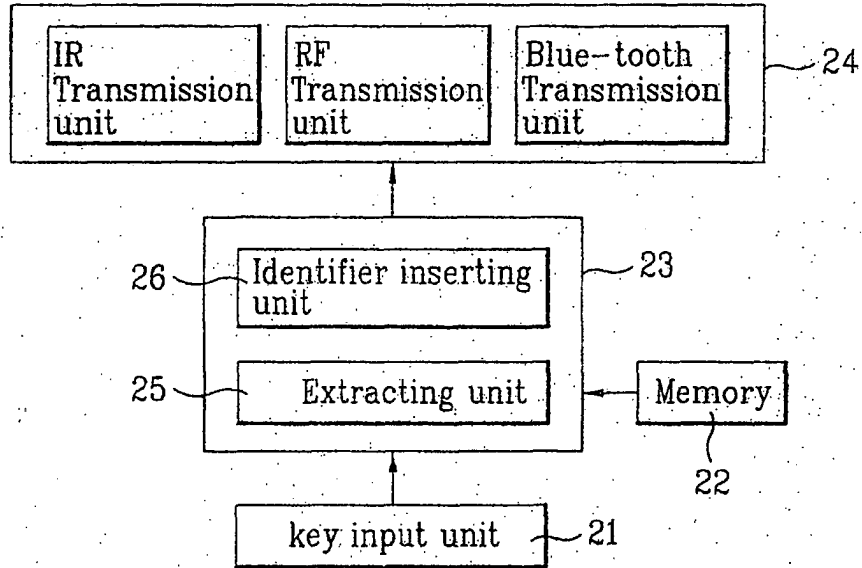 IR
Transmission
unit
RF
Transmission
unit
Blue-tooth
Transmission
unit
24
26
Identifier inserting
unit
23
25
Extracting unit
Memory
22
key input unit
21